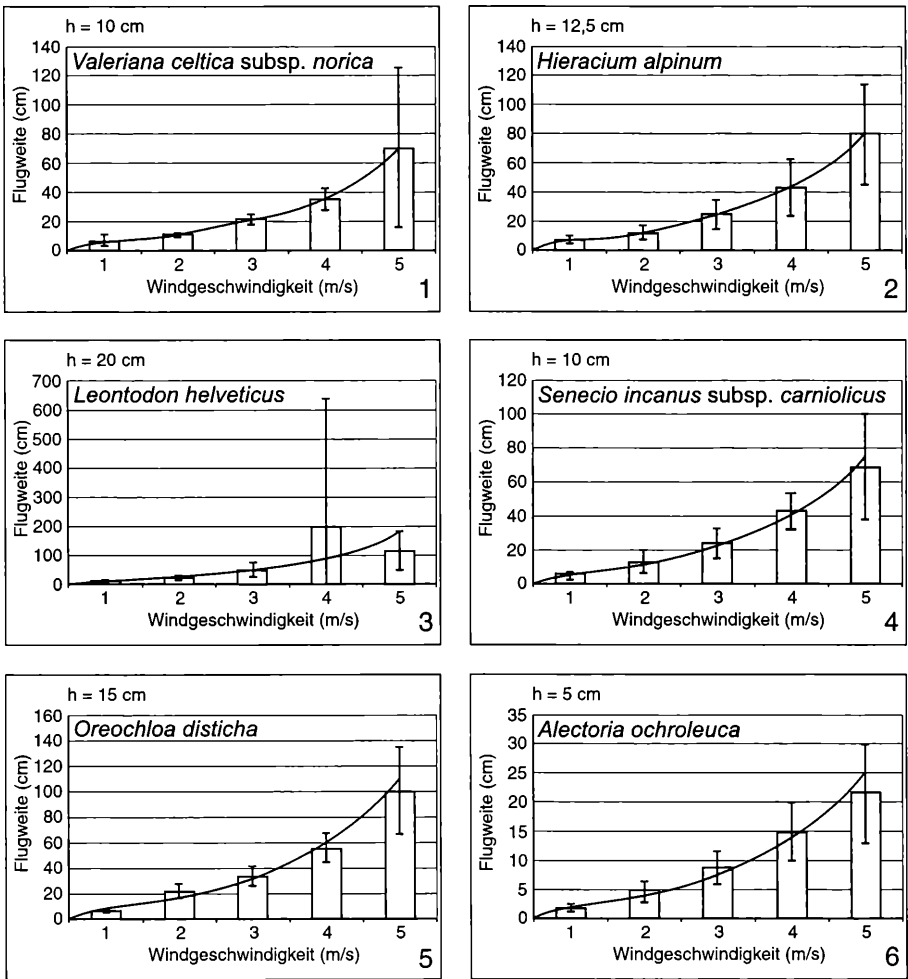 h = 10 cm
Valeriana celtica subsp. norica
Flugweite (cm)
140
120
100
80
60
40
20
0
1 2 3 4 5
Windgeschwindigkeit (m/s)
1
h = 12,5 cm
Hieracium alpinum
Flugweite (cm)
140
120
100
80
60
40
20
0
1 2 3 4 5
Windgeschwindigkeit (m/s)
2
h = 20 cm
Leontodon helveticus
Flugweite (cm)
700
600
500
400
300
200
100
0
1 2 3 4 5
Windgeschwindigkeit (m/s)
3
h = 10 cm
Senecio incanus subsp. carniolicus
Flugweite (cm)
120
100
80
60
40
20
0
1 2 3 4 5
Windgeschwindigkeit (m/s)
4
h = 15 cm
Oreochloa disticha
Flugweite (cm)
160
140
120
100
80
60
40
20
0
1 2 3 4 5
Windgeschwindigkeit (m/s)
5
h = 5 cm
Alectoria ochroleuca
Flugweite (cm)
35
30
25
20
15
10
5
0
1 2 3 4 5
Windgeschwindigkeit (m/s)
6